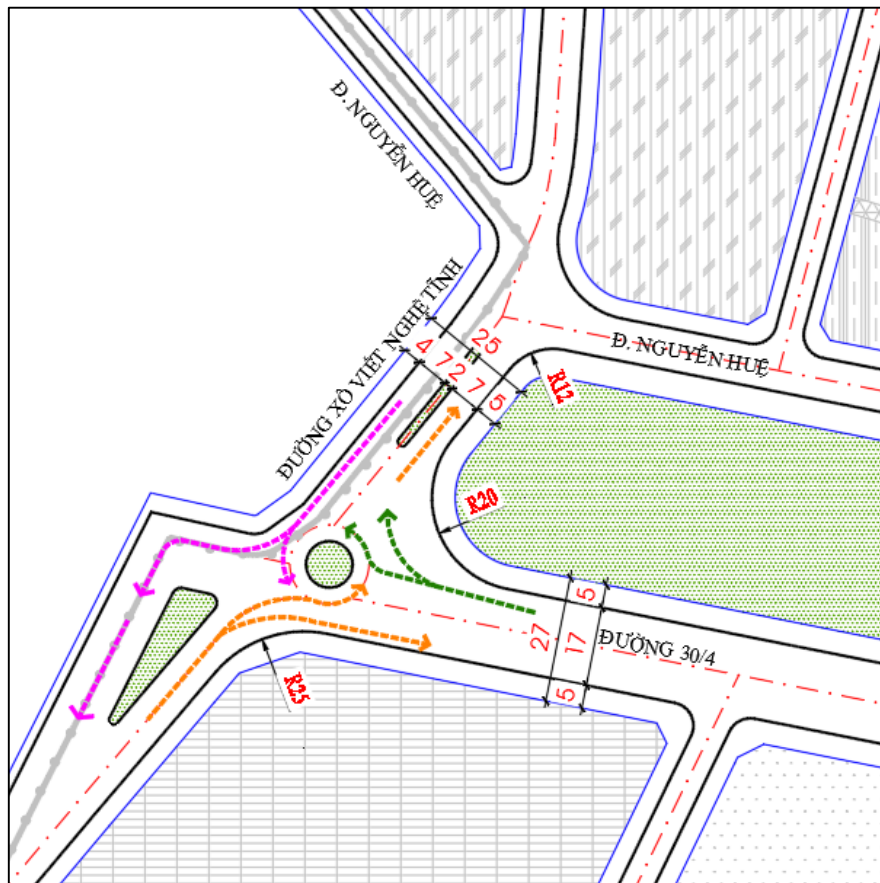 Đ. NGUYỄN HUỆ
ĐƯỜNG XÔ VIẾT NGHỆ TĨNH
25
4 7 2 7 5
Đ. NGUYỄN HUỆ
R12
R20
5
27 17
ĐƯỜNG 30/4
5
R25